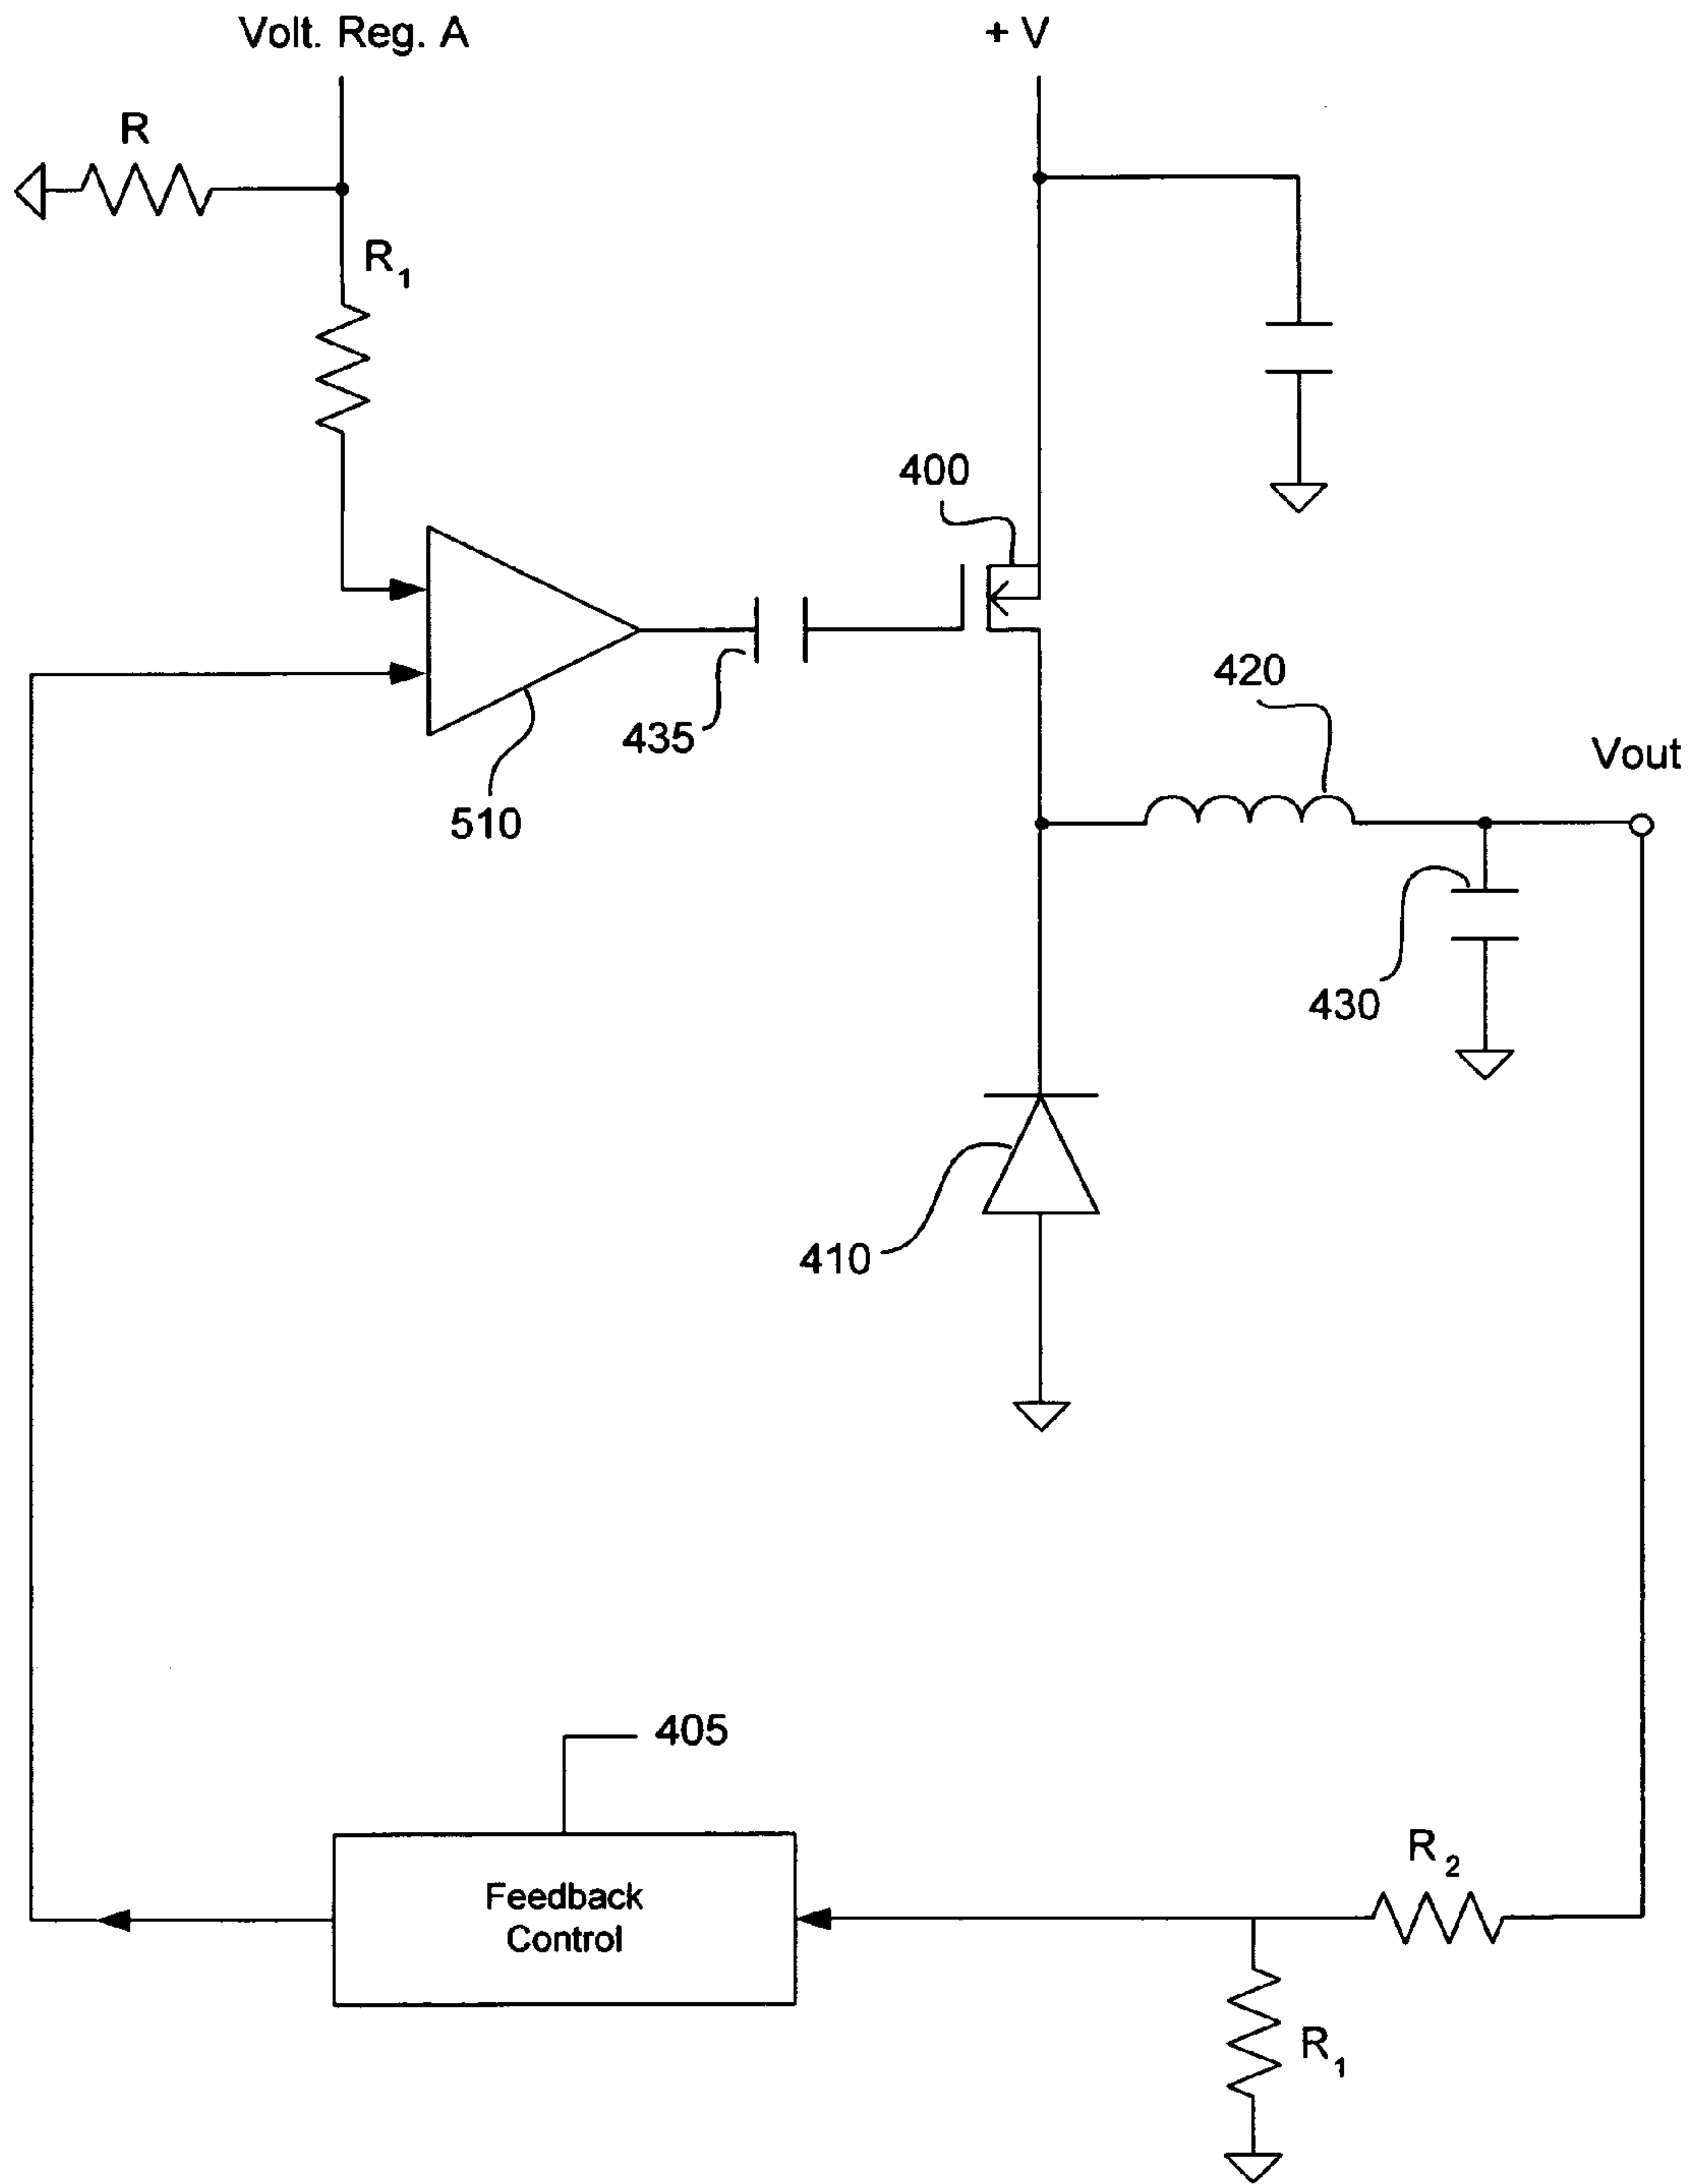 Volt. Reg. A
+ V
R
R1
400
420
435
Vout
510
430
410
405
R2
Feedback
Control
R1